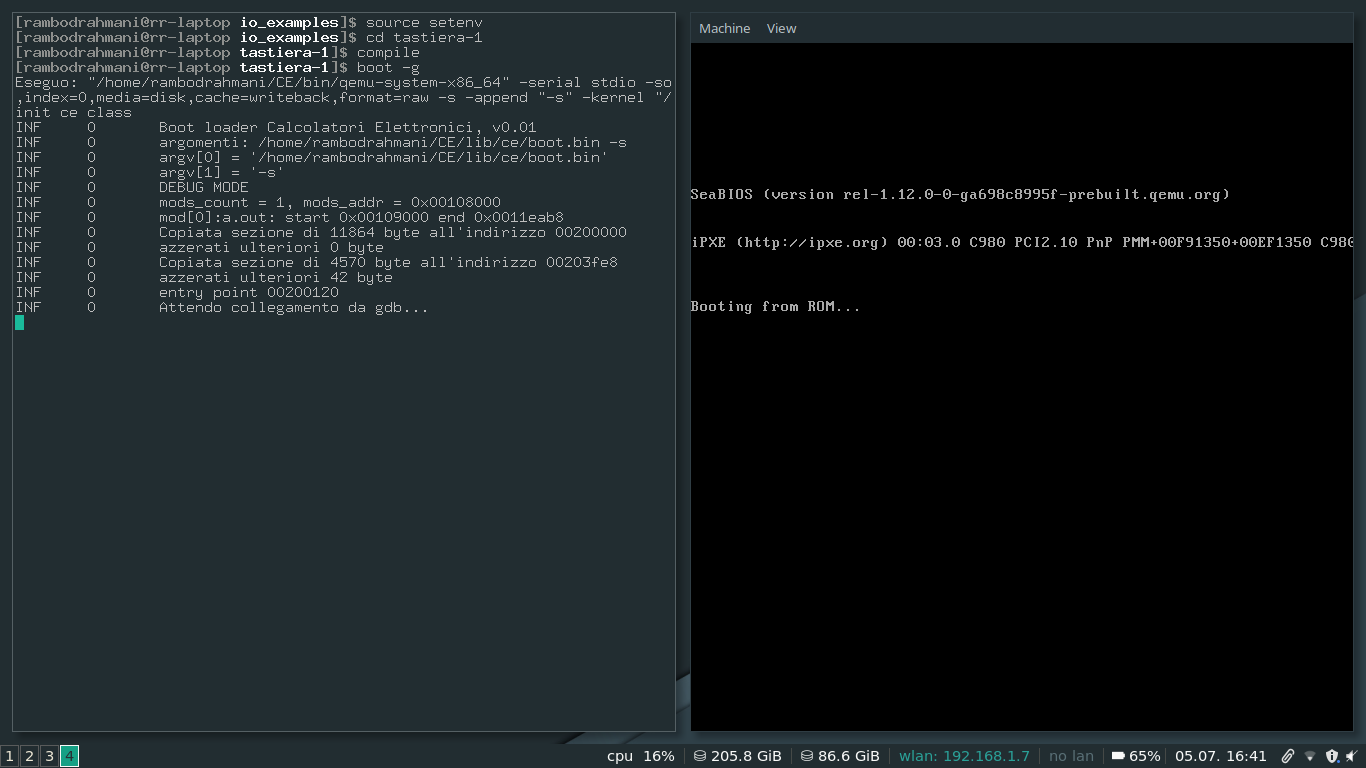 [rambodrahmani@rr-laptop io_examples]$ source setenv
[rambodrahmani@rr-laptop io_examples]$ cd tastiera-1
[rambodrahmani@rr-laptop tastiera-1]$ compile
[rambodrahmani@rr-laptop tastiera-1]$ boot -g
Eseguo: "/home/rambodrahmani/CE/bin/qemu-system-x86_64" -serial stdio -so
,index=0,media=disk,cache=writeback,format=raw -s -append "-s" -kernel "/
init ce class
INF 0 Boot loader Calcolatori Elettronici, v0.01
INF 0 argomenti: /home/rambodrahmani/CE/lib/ce/boot.bin -s
INF 0 argv[0] = '/home/rambodrahmani/CE/lib/ce/boot.bin'
INF 0 argv[1] = '-s'
INF 0 DEBUG MODE
INF 0 mods_count = 1, mods_addr = 0x00108000
INF 0 mod[0]:a.out: start 0x00109000 end 0x0011eab8
INF 0 Copiata sezione di 11864 byte all'indirizzo 00200000
INF 0 azzerati ulteriori 0 byte
INF 0 Copiata sezione di 4570 byte all'indirizzo 00203fe8
INF 0 azzerati ulteriori 42 byte
INF 0 entry point 00200120
INF 0 Attendo collegamento da gdb...
Machine View
SeaBIOS (version rel-1.12.0-0-ga698c8995f-prebuilt.qemu.org)
iPXE (http://ipxe.org) 00:03.0 C980 PCI2.10 PnP PMM+00F91350+00EF1350 C980
Booting from ROM...
1 2 3 4 cpu 16% 205.8 GiB 86.6 GiB wlan: 192.168.1.7 no lan 65% 05.07. 16:41